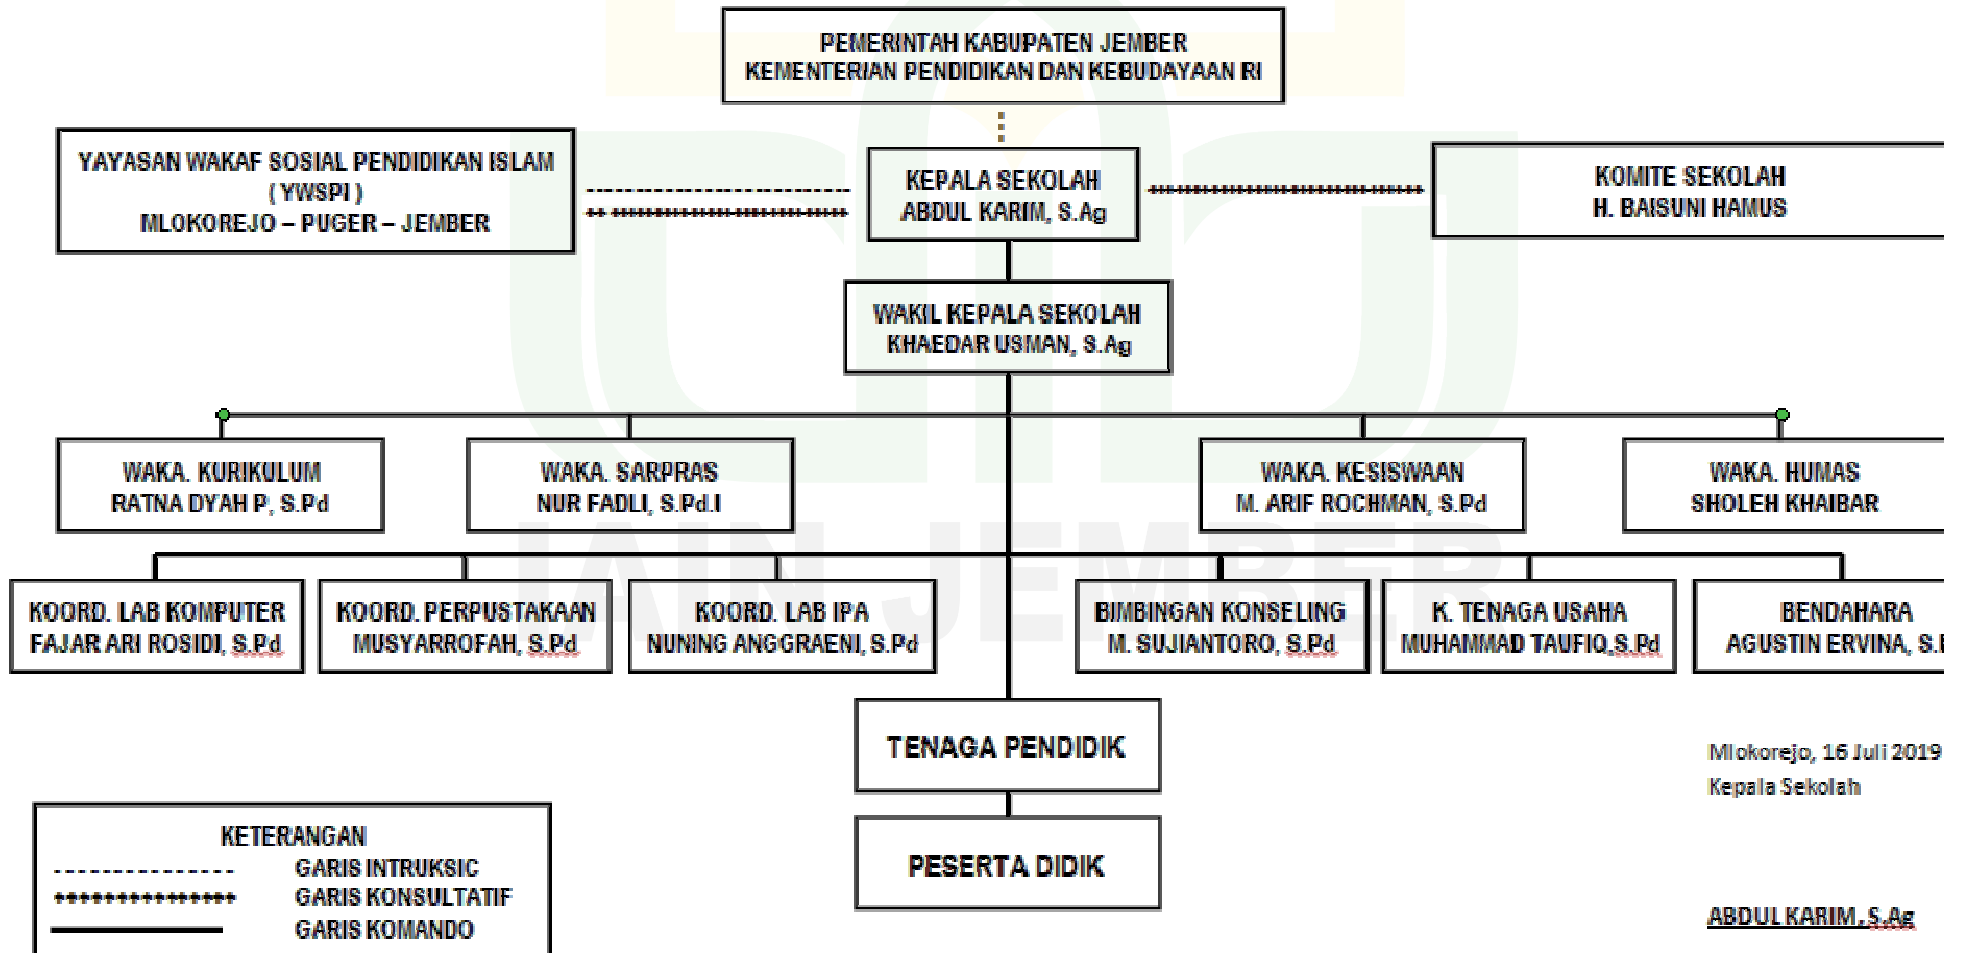 PEMERINTAH KABUPATEN JEMBER
KEMENTERIAN PENDIDIKAN DAN KEBUDAYAAN RI
YAYASAN WAKAF SOSIAL PENDIDIKAN ISLAM
( YWSPI )
MLOKOREJO – PUGER – JEMBER
KEPALA SEKOLAH
ABDUL KARIM, S.Ag
KOMITE SEKOLAH
H. BAISUNI HAMUS
WAKIL KEPALA SEKOLAH
KHAEDAR USMAN, S.Ag
WAKA. KURIKULUM
RATNA DYAH P, S.Pd
WAKA. SARPRAS
NUR FADLI, S.Pd.I
WAKA. KESISWAAN
M. ARIF ROCHMAN, S.Pd
WAKA. HUMAS
SHOLEH KHAIBAR
IAIN JEMBER
KOORD. LAB KOMPUTER
FAJAR ARI ROSIDI, S.Pd
KOORD. PERPUSTAKAAN
MUSYARROFAH, S.Pd
KOORD. LAB IPA
NUNING ANGGRAENI, S.Pd
BIMBINGAN KONSELING
M. SUJIANTORO, S.Pd
K. TENAGA USAHA
MUHAMMAD TAUFIQ,S.Pd
BENDAHARA
AGUSTIN ERVINA,
TENAGA PENDIDIK
PESERTA DIDIK
Mlokorejo, 16 Juli 2019
Kepala Sekolah
ABDUL KARIM, S.Ag
KETERANGAN
GARIS INTRUKSIC
GARIS KONSULTATIF
GARIS KOMANDO